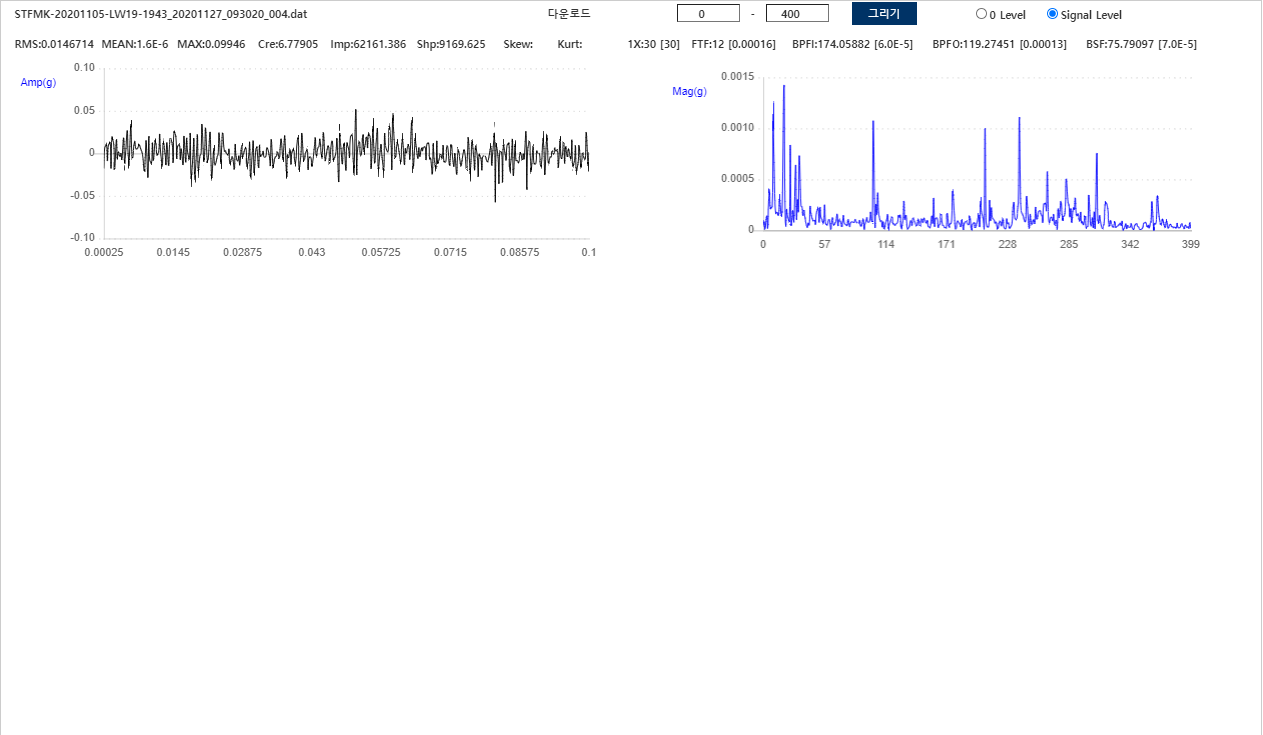 STFMK-20201105-LW19-1943_20201127_093020_004.dat 다운로드 0 - 400 그리기 0 Level Signal Level
RMS:0.0146714 MEAN:1.6E-6 MAX:0.09946 Cre:6.77905 Imp:62161.386 Shp:9169.625 Skew: Kurt: 1X:30 [30] FTF:12 [0.00016] BPFI:174.05882 [6.0E-5] BPFO:119.27451 [0.00013] BSF:75.79097 [7.0E-5]
Amp(g)
0.10
0.05
0
-0.05
-0.10
0.00025 0.0145 0.02875 0.043 0.05725 0.0715 0.08575 0.1
Mag(g)
0.0015
0.0010
0.0005
0
0 57 114 171 228 285 342 399